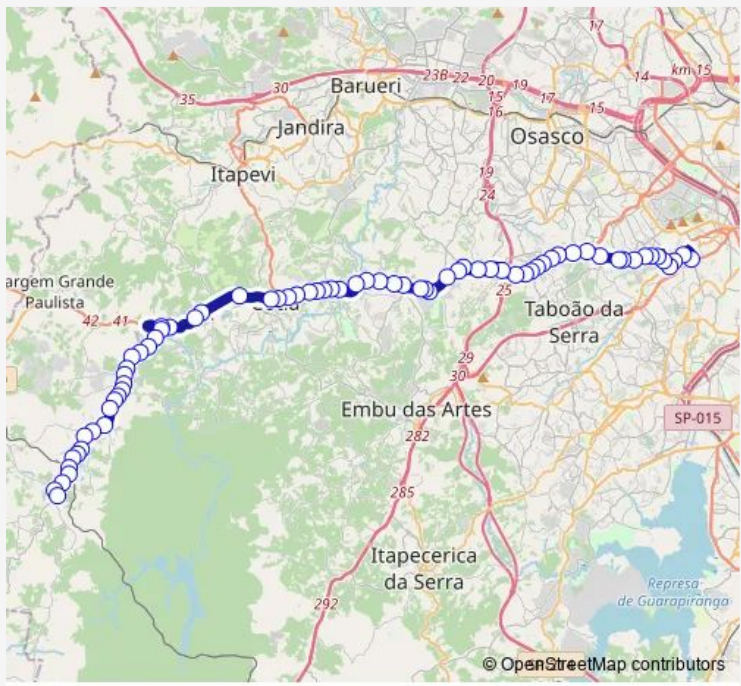 17
km 15
14
Barueri
23B
22
20
19
17
15
15
16
30
35
Jandira
Osasco
Itapevi
19
24
argem Grande
Paulista
42
41
25
Taboão da
Serra
29
30
Embu das Artes
282
SP-015
285
Itapecerica
da Serra
292
Represa
de Guarapiranga
© OpenStreetMap contributors